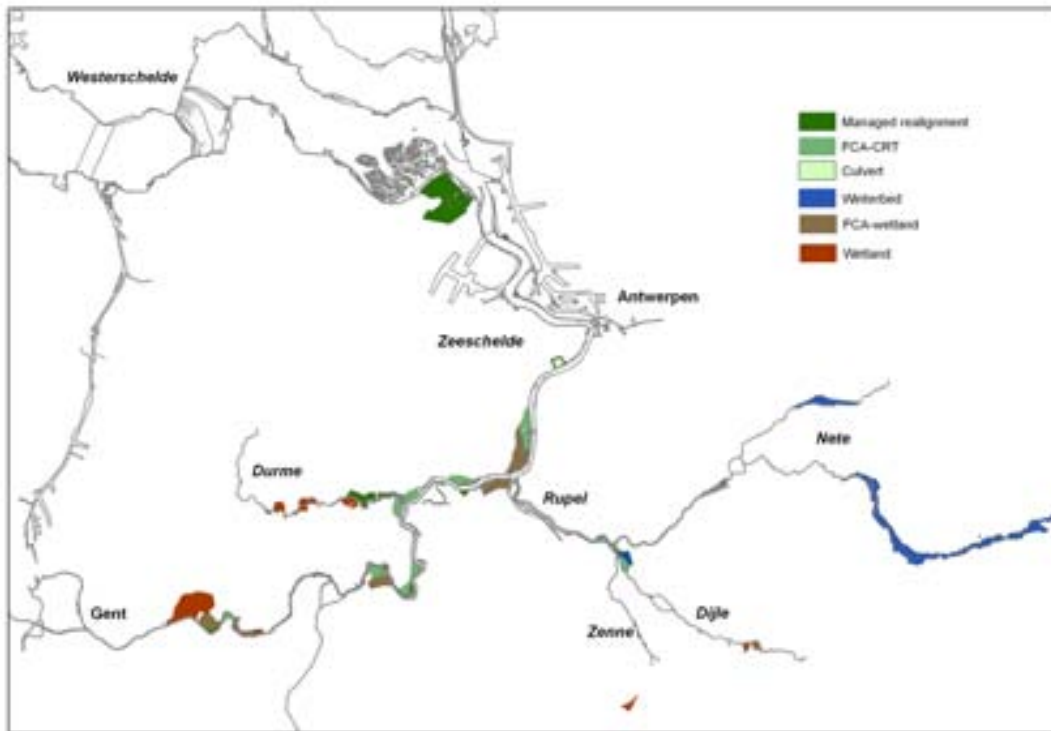 Westerschelde
Managed realignment
FCA-CRT
Culvert
Winterbed
FCA-wetland
Wetland
Antwerpen
Zeeschelde
Nete
Durme
Rupel
Gent
Dijle
Zenne